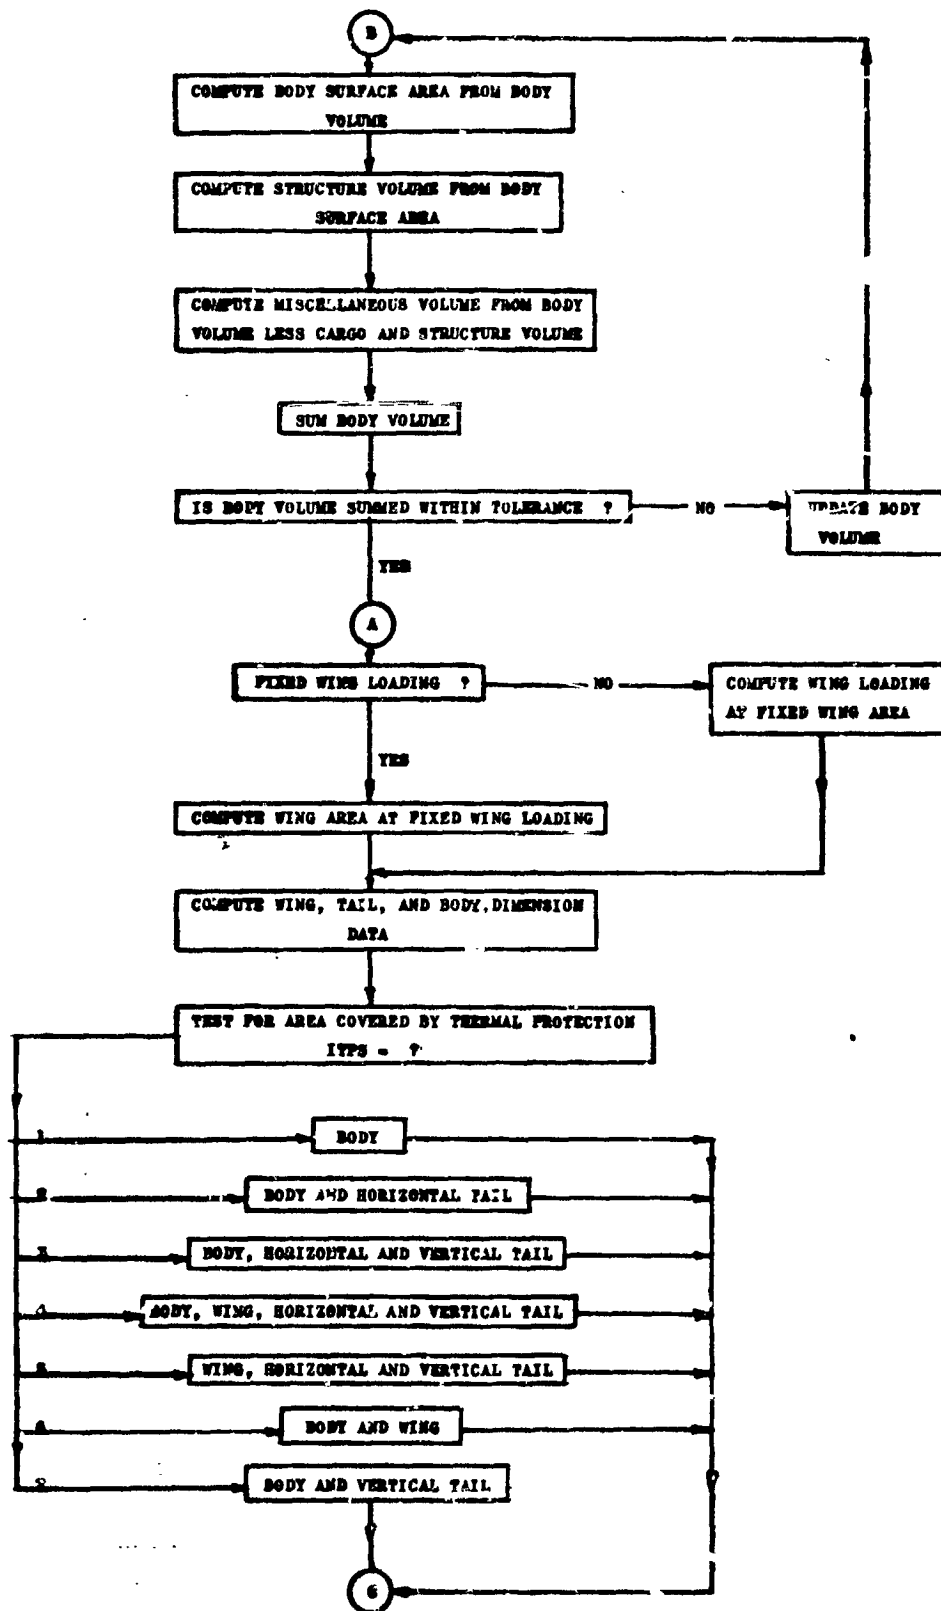 B
COMPUTE BODY SURFACE AREA FROM BODY
VOLUME
COMPUTE STRUCTURE VOLUME FROM BODY
SURFACE AREA
COMPUTE MISCELLANEOUS VOLUME FROM BODY
VOLUME LESS CARGO AND STRUCTURE VOLUME
SUM BODY VOLUME
IS BODY VOLUME SUMMED WITHIN TOLERANCE ?
NO
UPDATE BODY
VOLUME
YES
A
FIXED WING LOADING ?
NO
COMPUTE WING LOADING
AT FIXED WING AREA
YES
COMPUTE WING AREA AT FIXED WING LOADING
COMPUTE WING, TAIL, AND BODY, DIMENSION
DATA
TEST FOR AREA COVERED BY THERMAL PROTECTION
ITPS = ?
1
BODY
2
BODY AND HORIZONTAL TAIL
3
BODY, HORIZONTAL AND VERTICAL TAIL
BODY, WING, HORIZONTAL AND VERTICAL TAIL
WING, HORIZONTAL AND VERTICAL TAIL
BODY AND WING
BODY AND VERTICAL TAIL